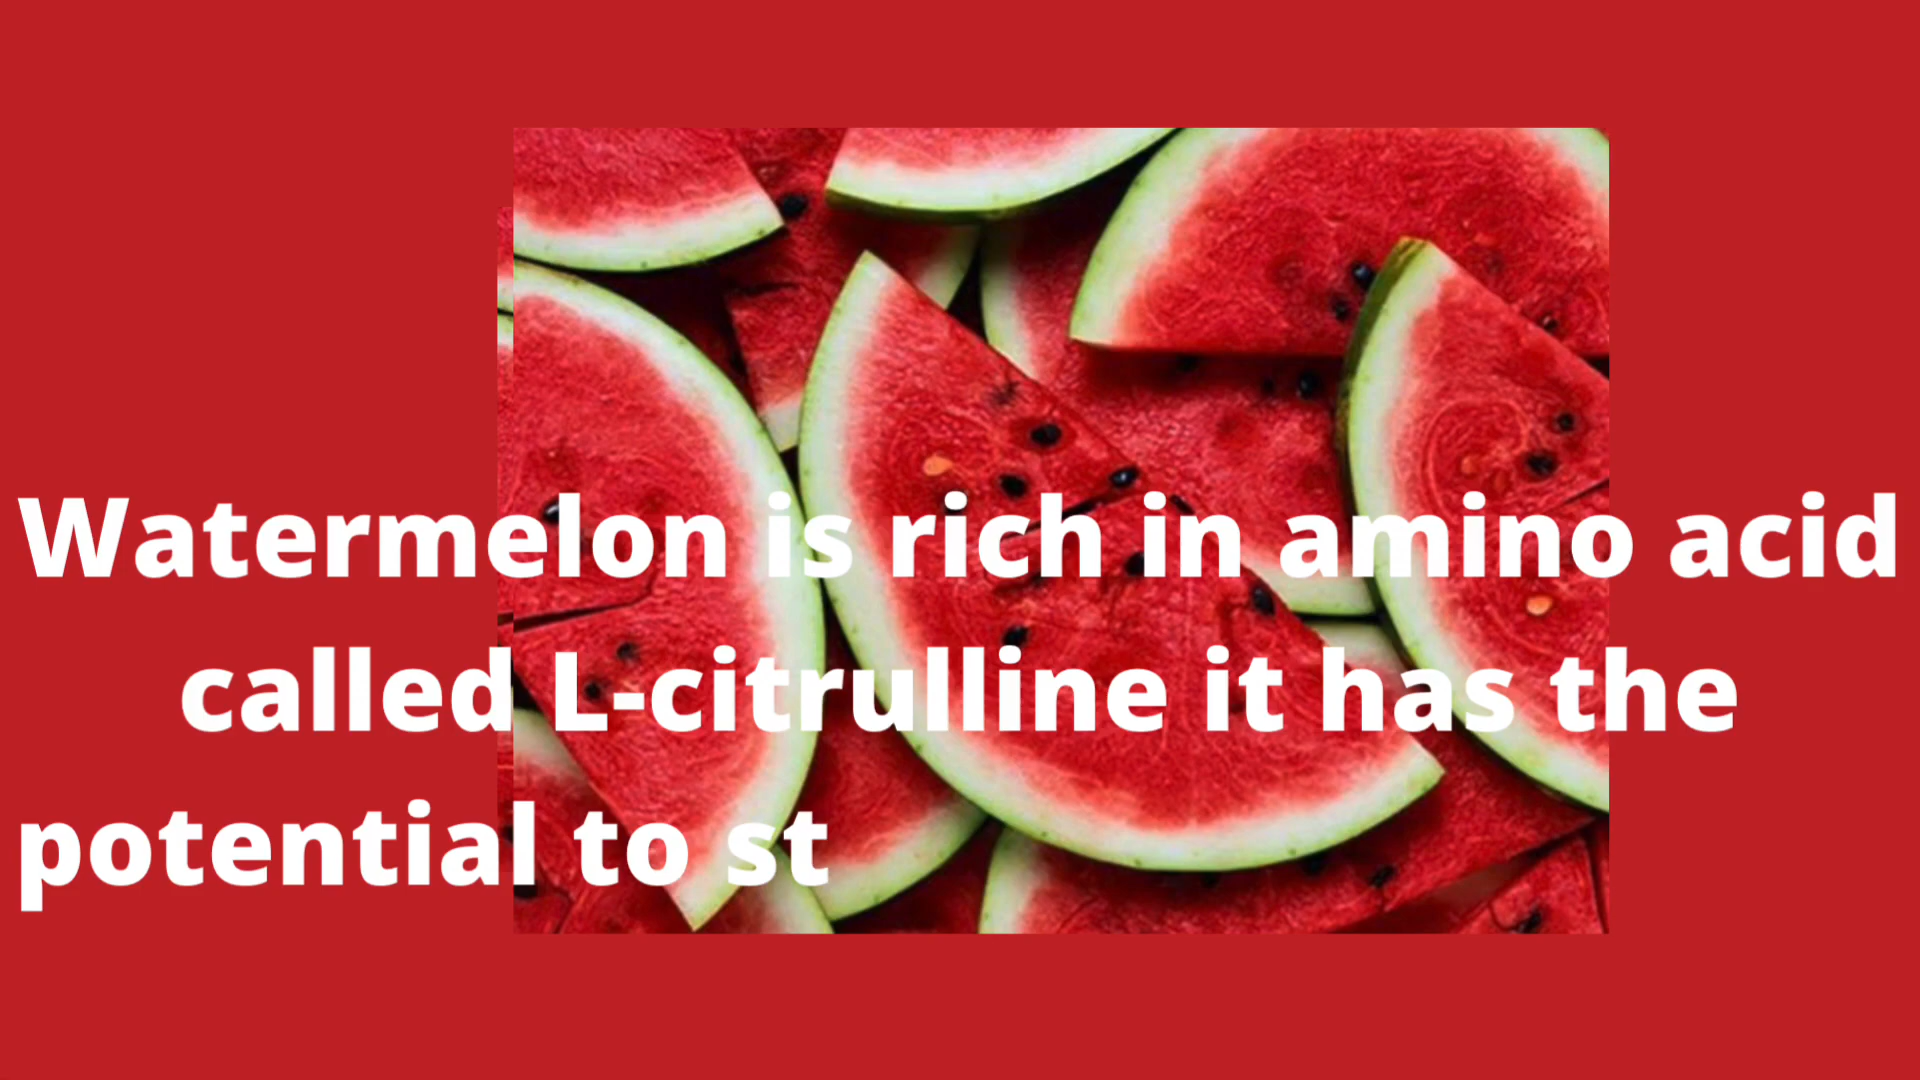 Watermelon is rich in amino acid
called L-citrulline it has the
potential to st